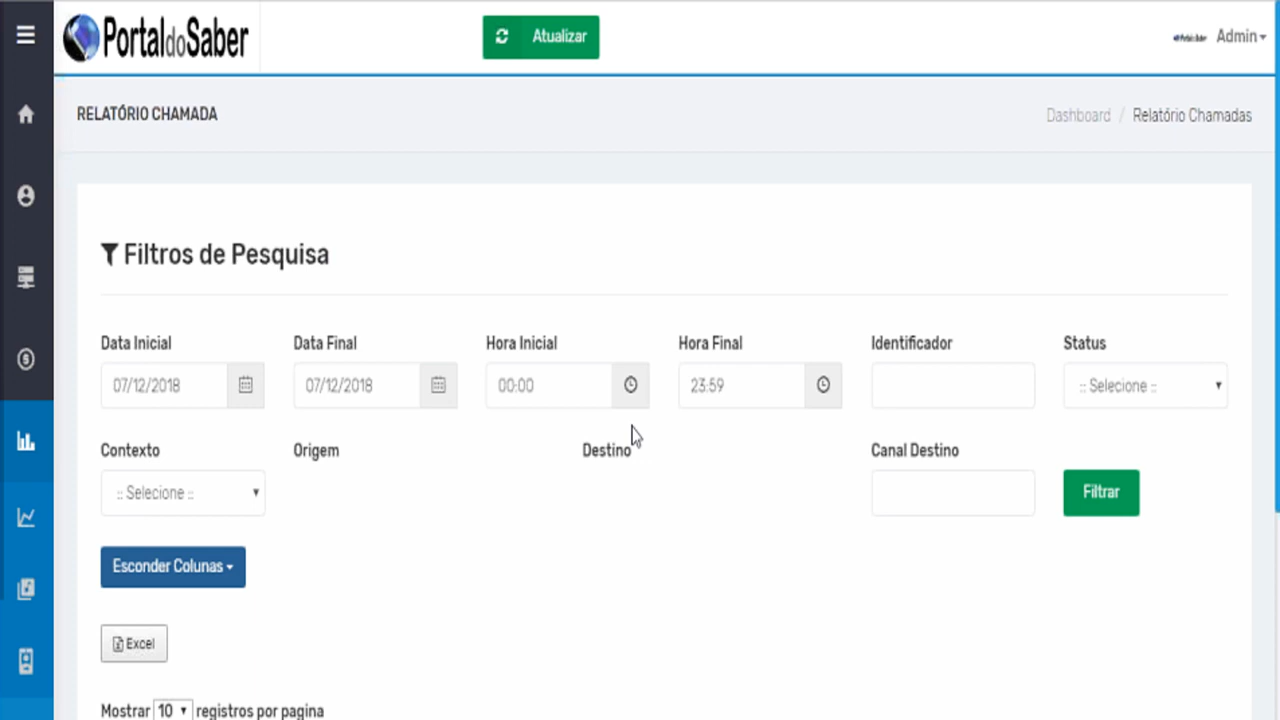 PortaldoSaber
Atualizar
Admin
RELATÓRIO CHAMADA
Dashboard / Relatório Chamadas
Filtros de Pesquisa
Data Inicial Data Final Hora Inicial Hora Final Identificador Status
07/12/2018 07/12/2018 00:00 23:59 :: Selecione ::
Contexto Origem Destino Canal Destino
:: Selecione :: Filtrar
Esconder Colunas
Excel
Mostrar 10 registros por pagina